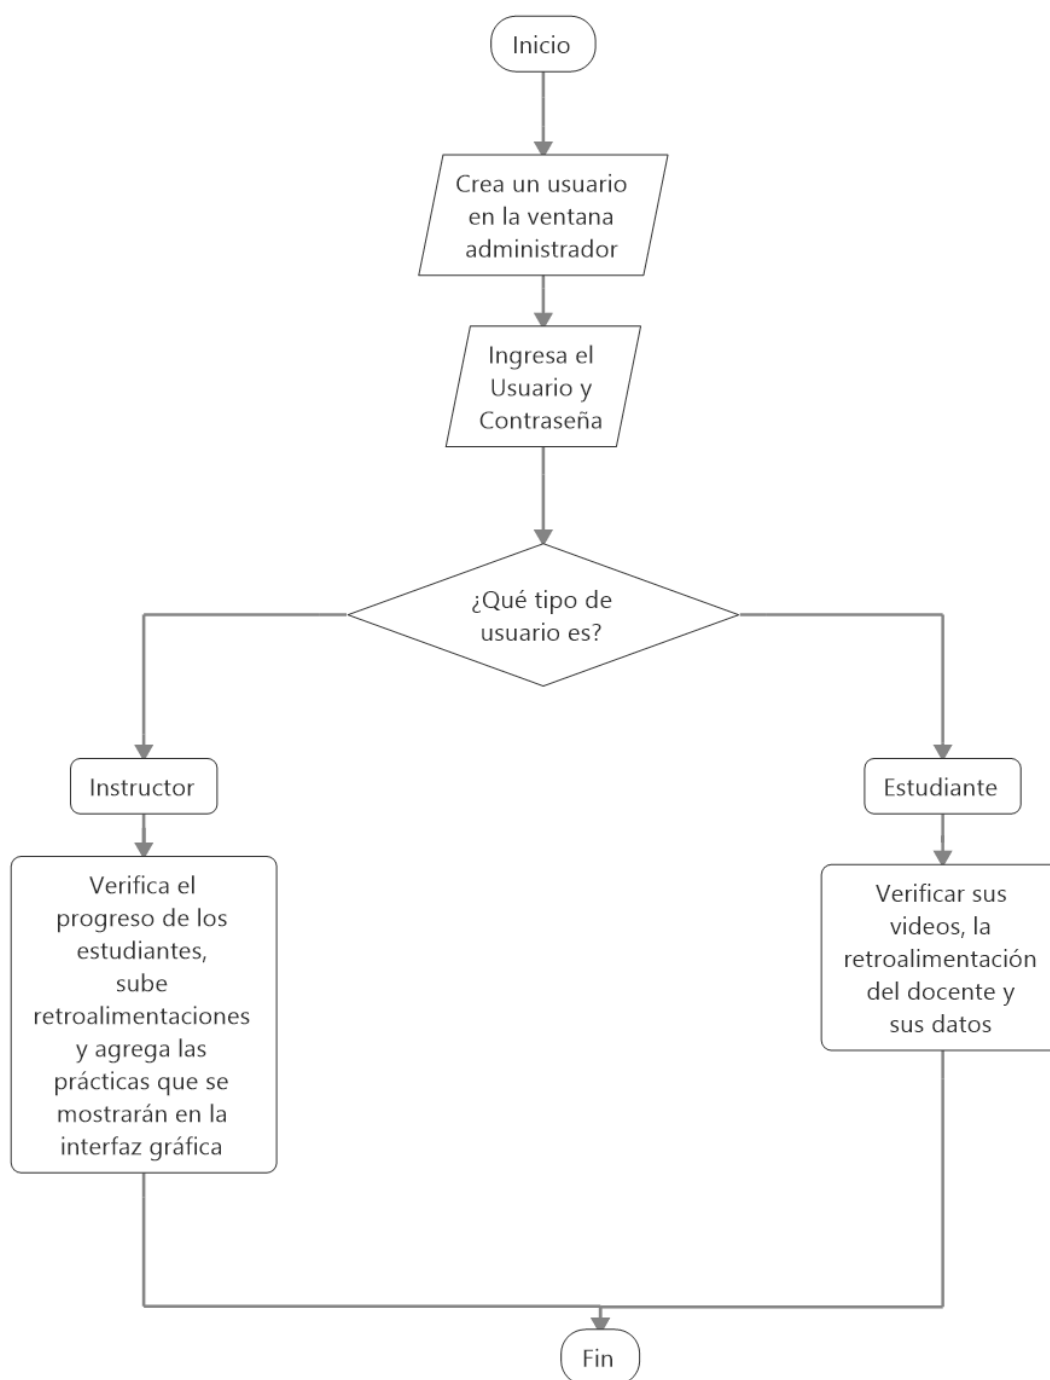 Inicio
Crea un usuario
en la ventana
administrador
Ingresa el
Usuario y
Contraseña
¿Qué tipo de
usuario es?
Instructor
Verifica el
progreso de los
estudiantes,
sube
retroalimentaciones
y agrega las
prácticas que se
mostrarán en la
interfaz gráfica
Estudiante
Verificar sus
videos, la
retroalimentación
del docente y
sus datos
Fin